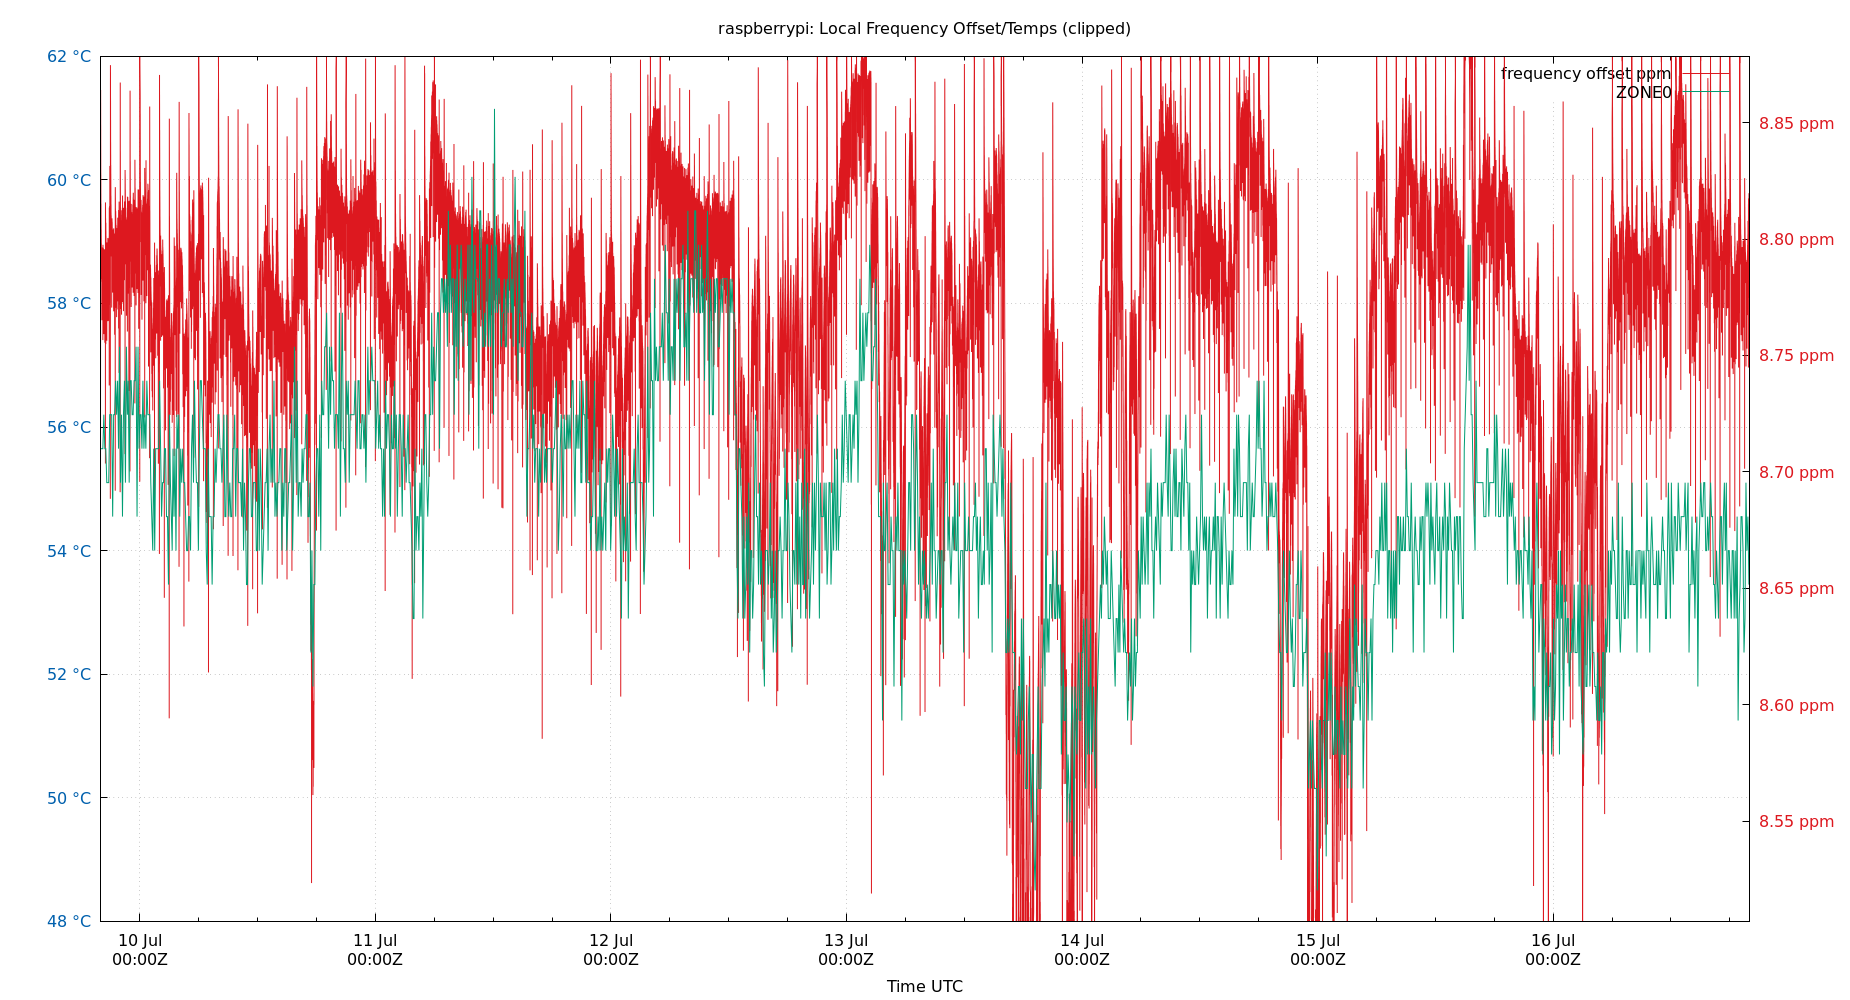 raspberrypi: Local Frequency Offset/Temps (clipped)
62 °C
60 °C
58 °C
56 °C
54 °C
52 °C
50 °C
48 °C
frequency offset ppm
ZONE0
8.85 ppm
8.80 ppm
8.75 ppm
8.70 ppm
8.65 ppm
8.60 ppm
8.55 ppm
10 Jul
00:00Z
11 Jul
00:00Z
12 Jul
00:00Z
13 Jul
00:00Z
14 Jul
00:00Z
15 Jul
00:00Z
16 Jul
00:00Z
Time UTC